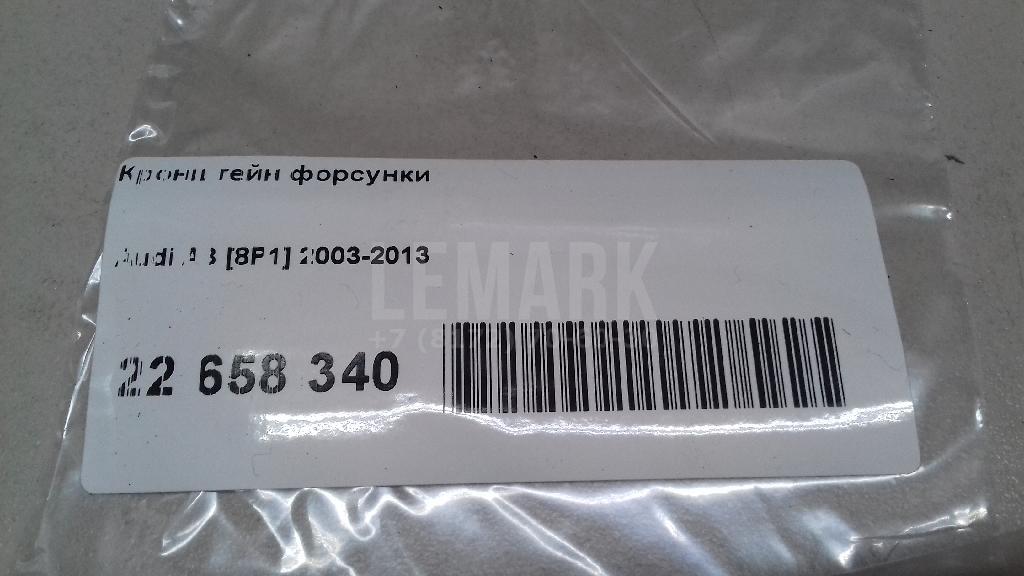 Кронштейн форсунки
Audi A3 [8P1] 2003-2013
LEMARK
22 658 340